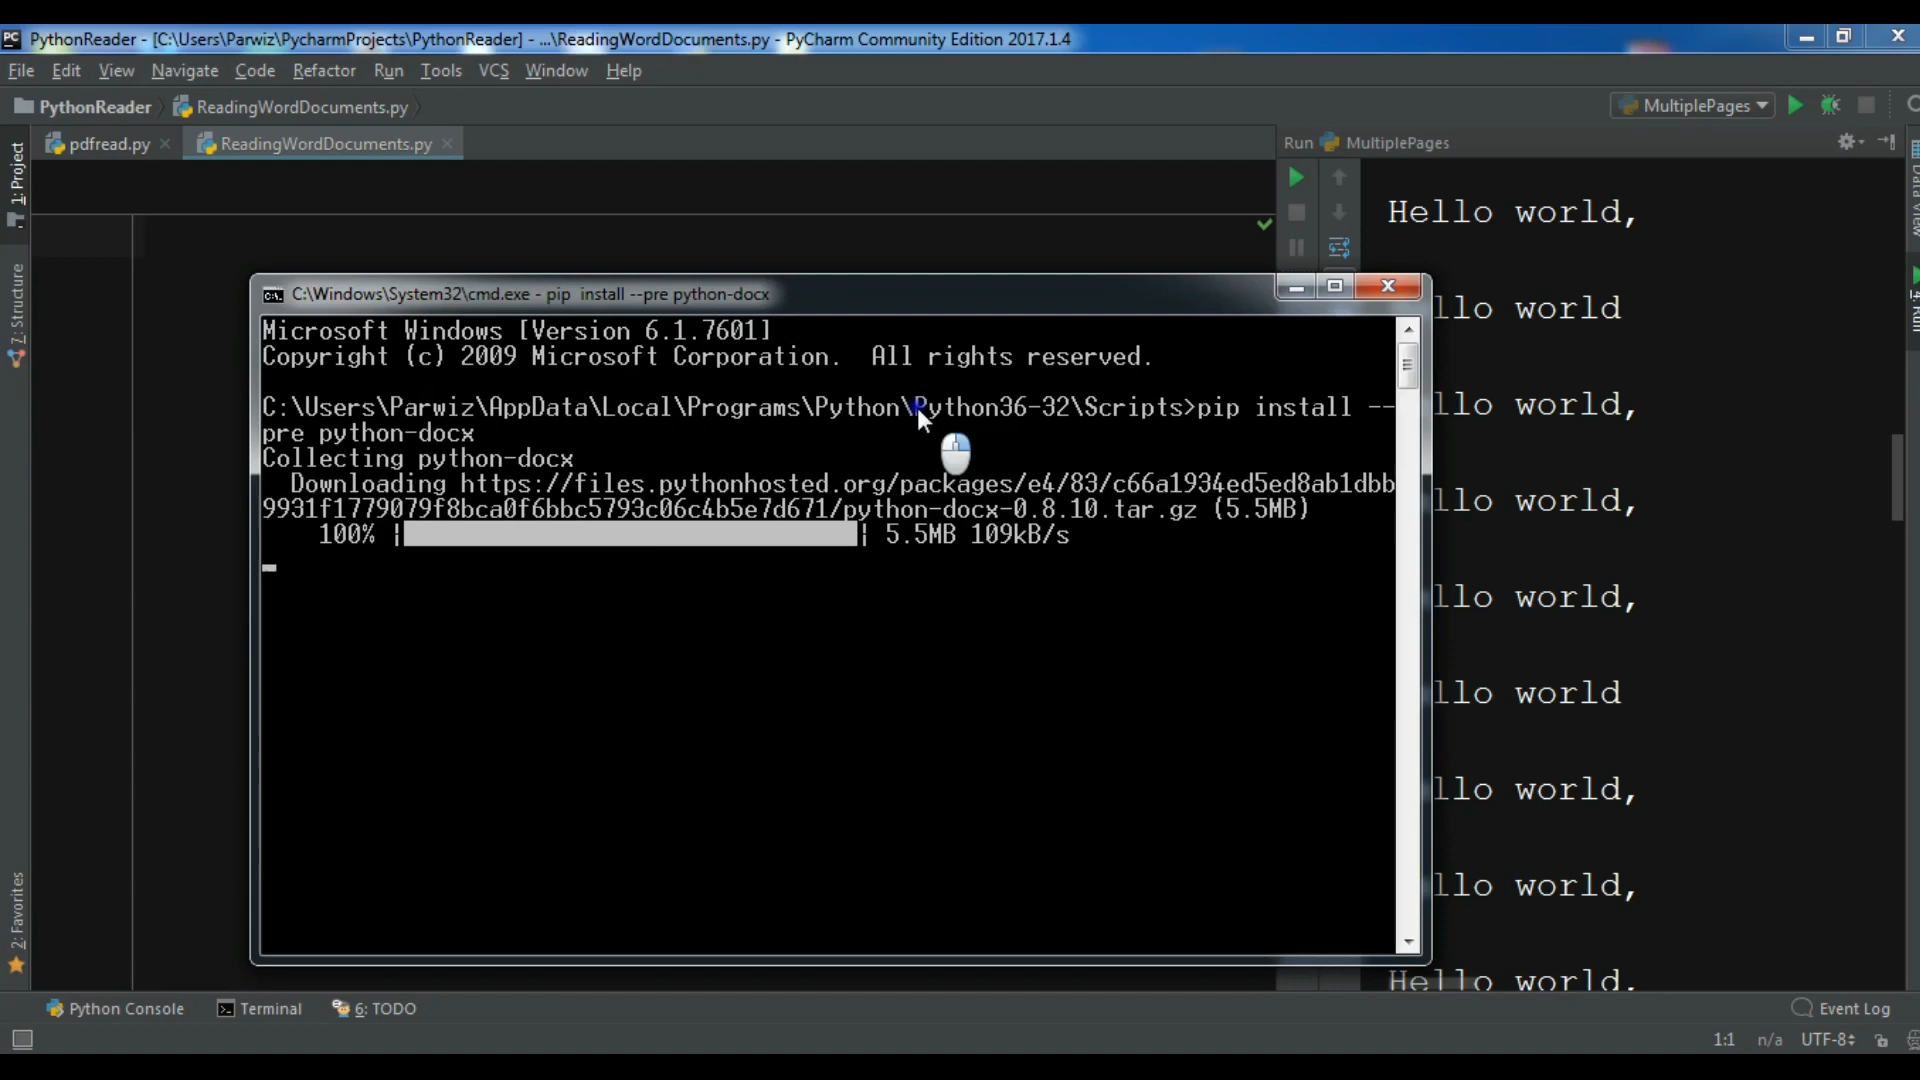 PC PythonReader - [C:\Users\Parwiz\PycharmProjects\PythonReader] - ...\ReadingWordDocuments.py - PyCharm Community Edition 2017.1.4
File Edit View Navigate Code Refactor Run Tools VCS Window Help
PythonReader ReadingWordDocuments.py MultiplePages
pdfread.py ReadingWordDocuments.py
Run MultiplePages
1: Project
7: Structure
2: Favorites
Data View
4: Run
C:\Windows\System32\cmd.exe - pip  install --pre python-docx
Microsoft Windows [Version 6.1.7601]
Copyright (c) 2009 Microsoft Corporation.  All rights reserved.
C:\Users\Parwiz\AppData\Local\Programs\Python\Python36-32\Scripts>pip install --
pre python-docx
Collecting python-docx
  Downloading https://files.pythonhosted.org/packages/e4/83/c66a1934ed5ed8ab1dbb
9931f1779079f8bca0f6bbc5793c06c4b5e7d671/python-docx-0.8.10.tar.gz (5.5MB)
    100% |████████████████████████████████| 5.5MB 109kB/s
Hello world,
llo world
llo world,
llo world,
llo world,
llo world
llo world,
llo world,
Hello world,
Python Console Terminal 6: TODO Event Log
1:1 n/a UTF-8